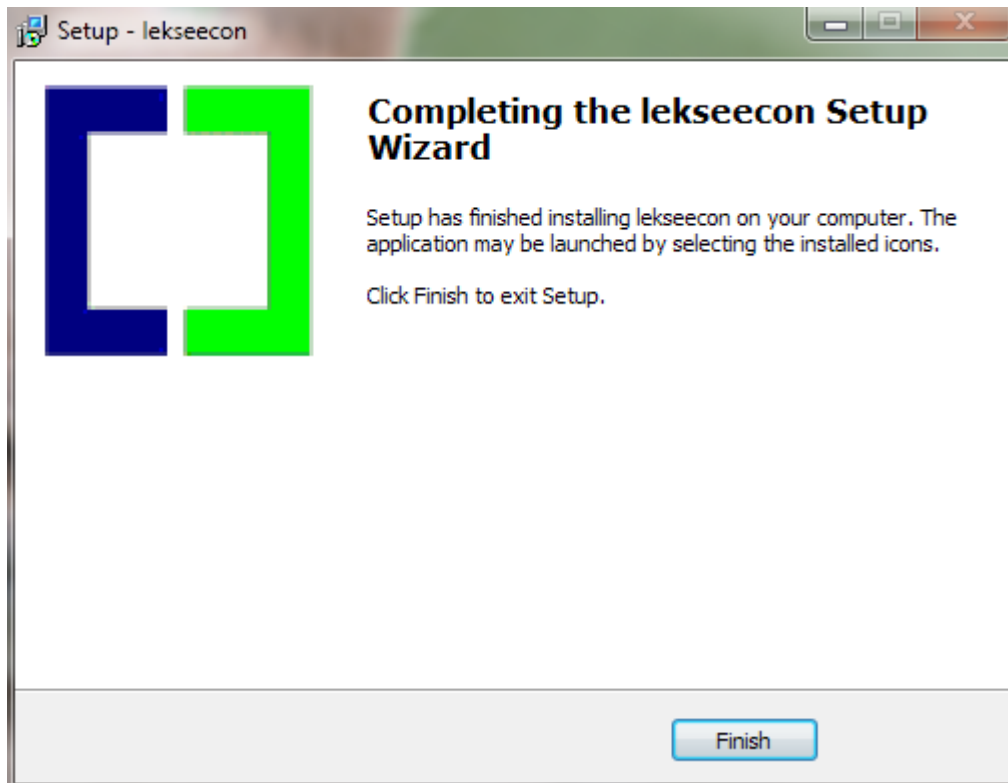 Setup - lekseecon
Completing the lekseecon Setup
Wizard
Setup has finished installing lekseecon on your computer. The
application may be launched by selecting the installed icons.
Click Finish to exit Setup.
Finish